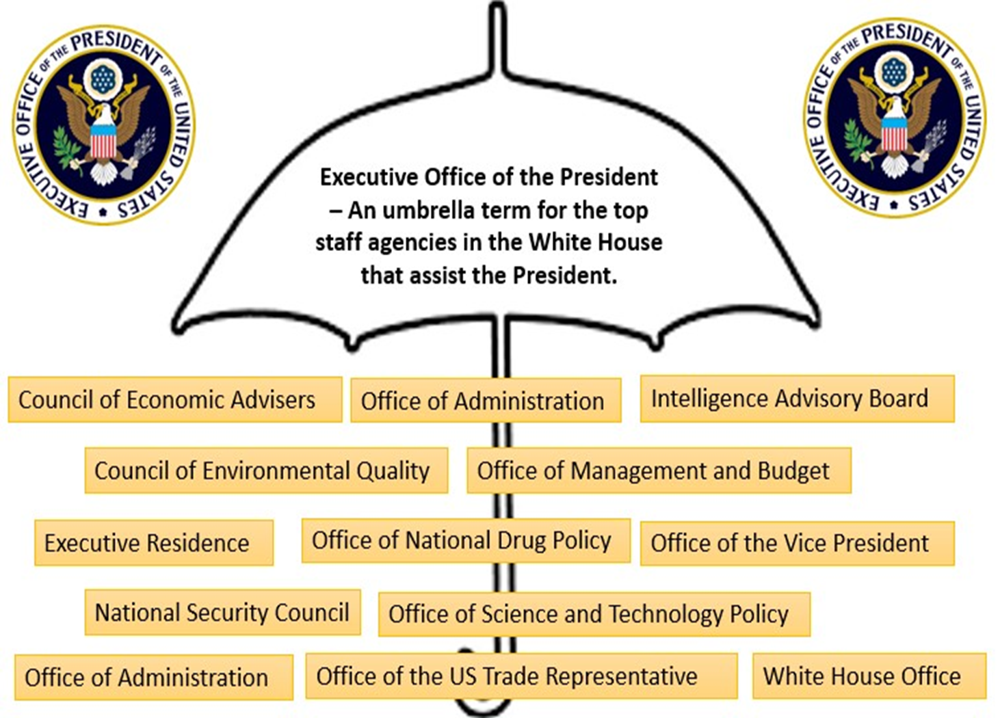 EXECUTIVE OFFICE OF THE PRESIDENT OF THE UNITED STATES
EXECUTIVE OFFICE OF THE PRESIDENT OF THE UNITED STATES
Executive Office of the President
– An umbrella term for the top
staff agencies in the White House
that assist the President.
Council of Economic Advisers
Office of Administration
Intelligence Advisory Board
Council of Environmental Quality
Office of Management and Budget
Executive Residence
Office of National Drug Policy
Office of the Vice President
National Security Council
Office of Science and Technology Policy
Office of Administration
Office of the US Trade Representative
White House Office